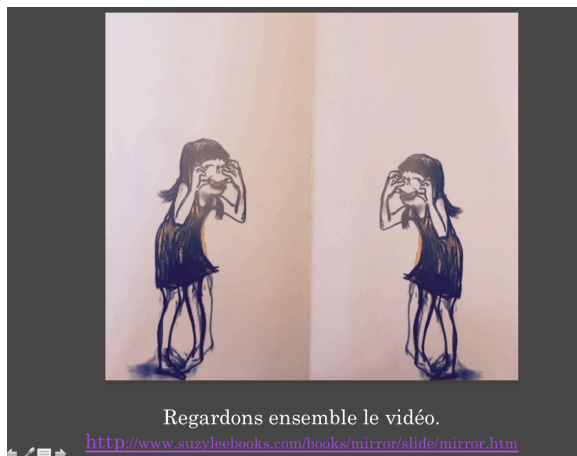 Regardons ensemble le vidéo.
http://www.suzyleebooks.com/books/mirror/slide/mirror.htm